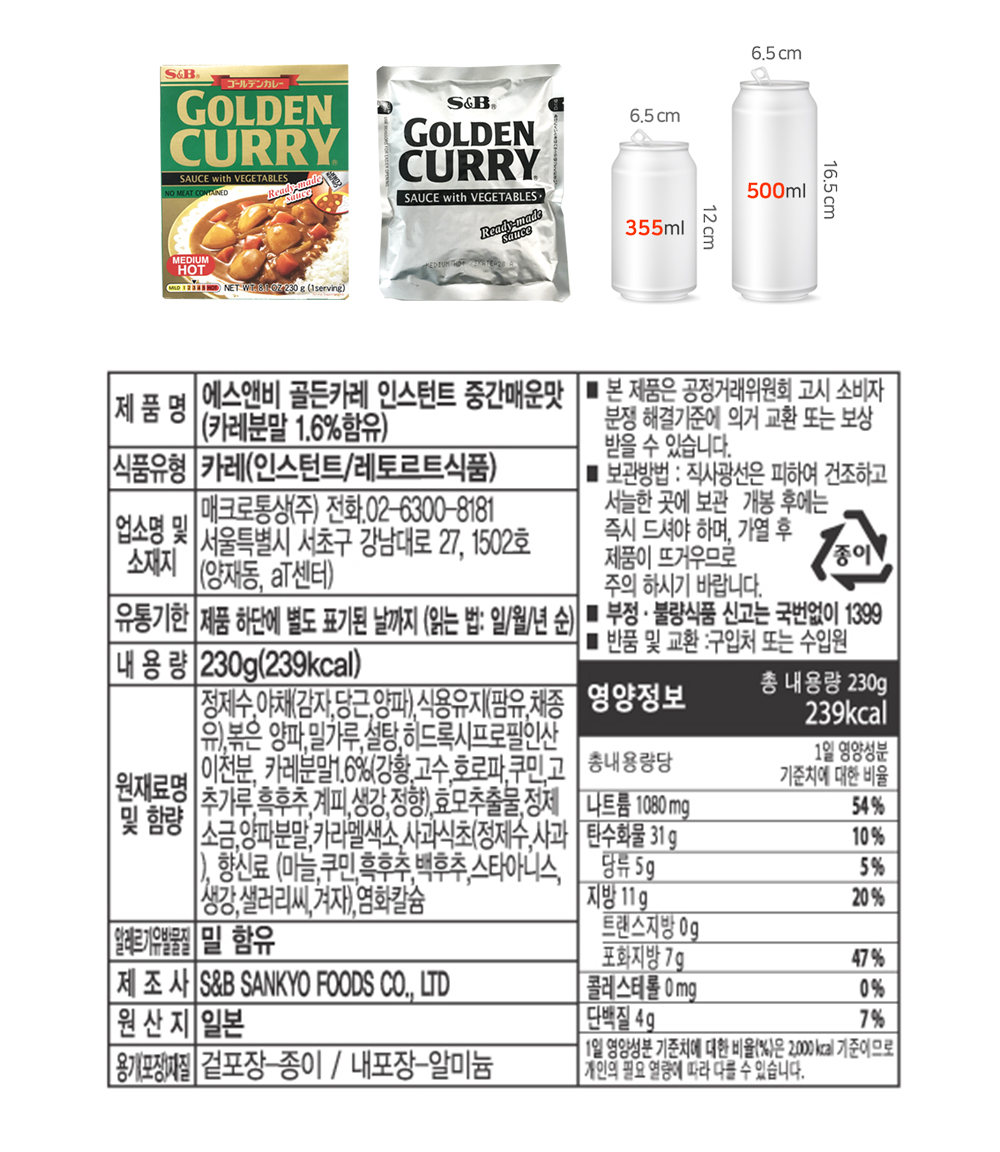 S&B®
ゴールデンカレー
GOLDEN
CURRY®
SAUCE with VEGETABLES
NO MEAT CONTAINED
Ready-made
sauce
MEDIUM
HOT
MILD 1 2 3 HOT
NET WT. 8.1 OZ 230 g (1serving)
S&B®
GOLDEN
CURRY®
SAUCE with VEGETABLES
Ready-made
sauce
6.5cm
355ml
12cm
6.5cm
500ml
16.5cm
제 품 명
에스앤비 골든카레 인스턴트 중간매운맛
(카레분말 1.6%함유)
식품유형
카레(인스턴트/레토르트식품)
업소명 및
소재지
매크로통상(주) 전화.02-6300-8181
서울특별시 서초구 강남대로 27, 1502호
(양재동, aT센터)
유통기한
제품 하단에 별도 표기된 날까지 (읽는 법: 일/월/년 순)
내 용 량
230g(239kcal)
원재료명
및 함량
정제수,야채(감자,당근,양파),식용유지(팜유,채종
유),볶은 양파,밀가루,설탕,히드록시프로필인산
이전분, 카레분말1.6%(강황,고수,호로파,쿠민,고
추가루,흑후추,계피,생강,정향),효모추출물,정제
소금,양파분말,카라멜색소,사과식초(정제수,사과
), 향신료 (마늘,쿠민,흑후추,백후추,스타아니스,
생강,샐러리씨,겨자),염화칼슘
알레르기유발물질
밀 함유
제 조 사
S&B SANKYO FOODS CO., LTD
원 산 지
일본
용기(포장)재질
겉포장-종이 / 내포장-알미늄
■ 본 제품은 공정거래위원회 고시 소비자
분쟁 해결기준에 의거 교환 또는 보상
받을 수 있습니다.
■ 보관방법 : 직사광선은 피하여 건조하고
서늘한 곳에 보관 개봉 후에는
즉시 드셔야 하며, 가열 후
제품이 뜨거우므로
주의 하시기 바랍니다.
종이
■ 부정·불량식품 신고는 국번없이 1399
■ 반품 및 교환 :구입처 또는 수입원
영양정보
총 내용량 230g
239kcal
총내용량당
1일 영양성분
기준치에 대한 비율
나트륨 1080mg 54%
탄수화물 31g 10%
당류 5g 5%
지방 11g 20%
트랜스지방 0g
포화지방 7g 47%
콜레스테롤 0mg 0%
단백질 4g 7%
1일 영양성분 기준치에 대한 비율(%)은 2,000kcal 기준이므로
개인의 필요 열량에 따라 다를 수 있습니다.